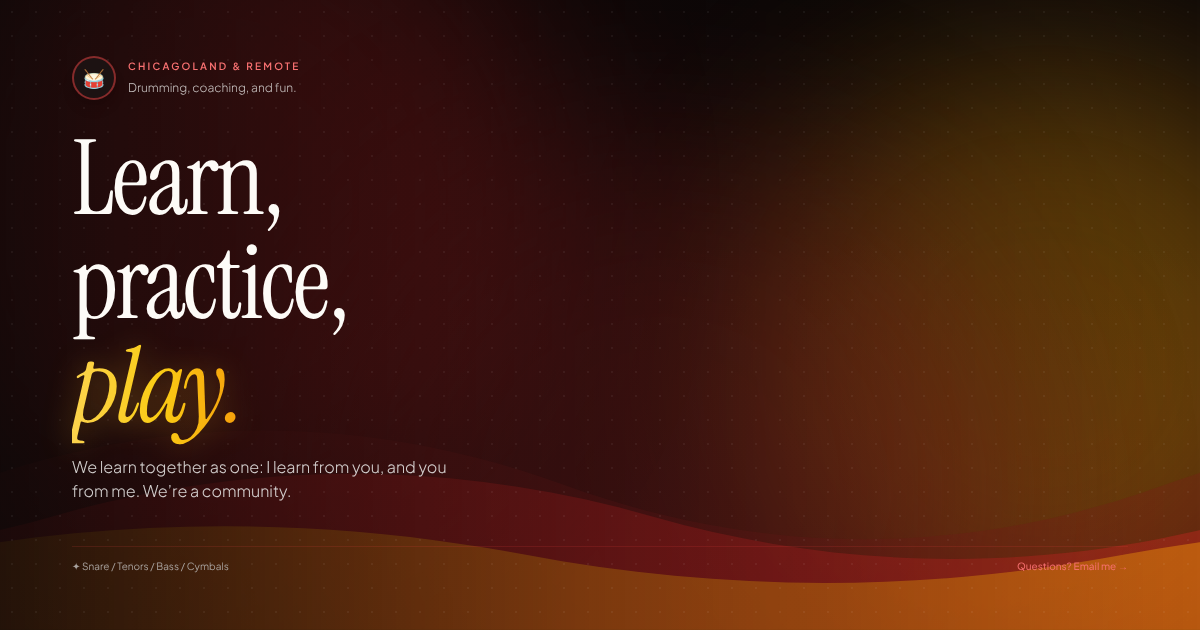 CHICAGOLAND & REMOTE
Drumming, coaching, and fun.
Learn,
practice,
play.
We learn together as one: I learn from you, and you
from me. We’re a community.
✦ Snare / Tenors / Bass / Cymbals
Questions? Email me →